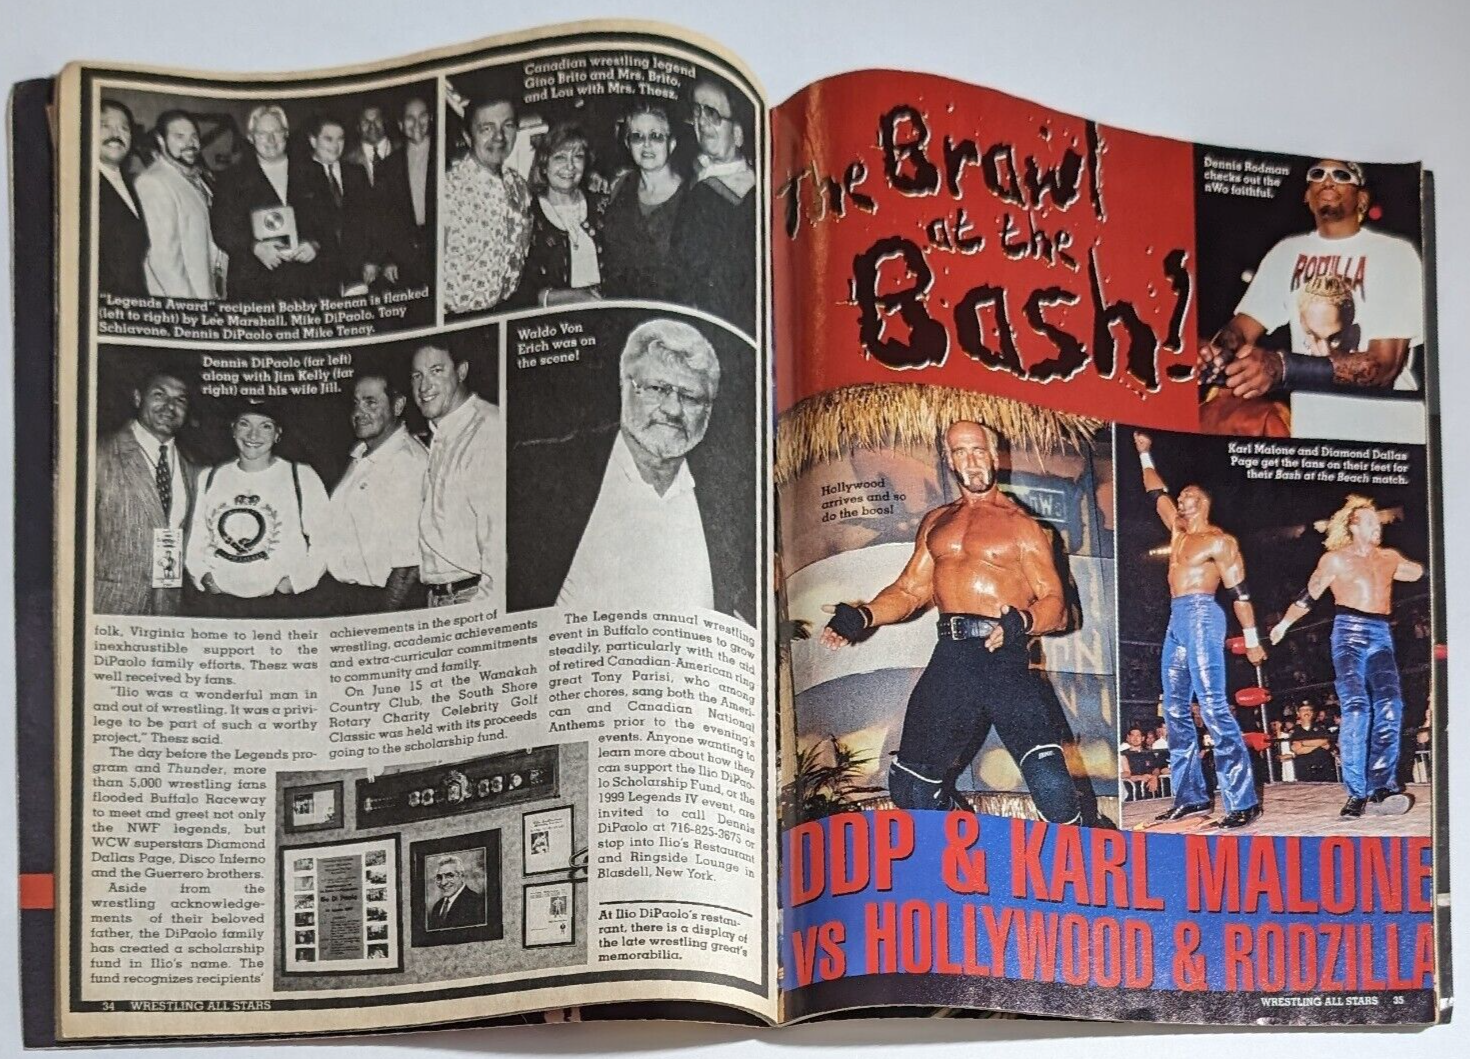 "Legends Award" recipient Bobby Heenan is flanked
(left to right) by Lee Marshall, Mike DiPaolo, Tony
Schiavone, Dennis DiPaolo and Mike Tenay.
Canadian wrestling legend
Gino Brito and Mrs. Brito,
and Lou with Mrs. Thesz.
Dennis DiPaolo (far left)
along with Jim Kelly (far
right) and his wife Jill.
Waldo Von
Erich was on
the scene!
folk, Virginia home to lend their
inexhaustible support to the
DiPaolo family efforts. Thesz was
well received by fans.
"Ilio was a wonderful man in
and out of wrestling. It was a privi-
lege to be part of such a worthy
project," Thesz said.
The day before the Legends pro-
gram and Thunder, more
than 5,000 wrestling fans
flooded Buffalo Raceway
to meet and greet not only
the NWF legends, but
WCW superstars Diamond
Dallas Page, Disco Inferno
and the Guerrero brothers.
Aside from the
wrestling acknowledge-
ments of their beloved
father, the DiPaolo family
has created a scholarship
fund in Ilio's name. The
fund recognizes recipients'
achievements in the sport of
wrestling, academic achievements
and extra-curricular commitments
to community and family.
On June 15 at the Wanakah
Country Club, the South Shore
Rotary Charity Celebrity Golf
Classic was held with its proceeds
going to the scholarship fund.
The Legends annual wrestling
event in Buffalo continues to grow
steadily, particularly with the aid
of retired Canadian-American ring
great Tony Parisi, who among
other chores, sang both the Ameri-
can and Canadian National
Anthems prior to the evening's
events. Anyone wanting to
learn more about how they
can support the Ilio DiPao-
lo Scholarship Fund, or the
1999 Legends IV event, are
invited to call Dennis
DiPaolo at 716-825-3675 or
stop into Ilio's Restaurant
and Ringside Lounge in
Blasdell, New York.
At Ilio DiPaolo's restau-
rant, there is a display of
the late wrestling great's
memorabilia.
34 WRESTLING ALL STARS
The Brawl
at the
Bash!
Dennis Rodman
checks out the
nWo faithful.
RODZILLA
Hollywood
arrives and so
do the boos!
nWo
Karl Malone and Diamond Dallas
Page get the fans on their feet for
their Bash at the Beach match.
DDP & KARL MALONE
VS HOLLYWOOD & RODZILLA
WRESTLING ALL STARS 35